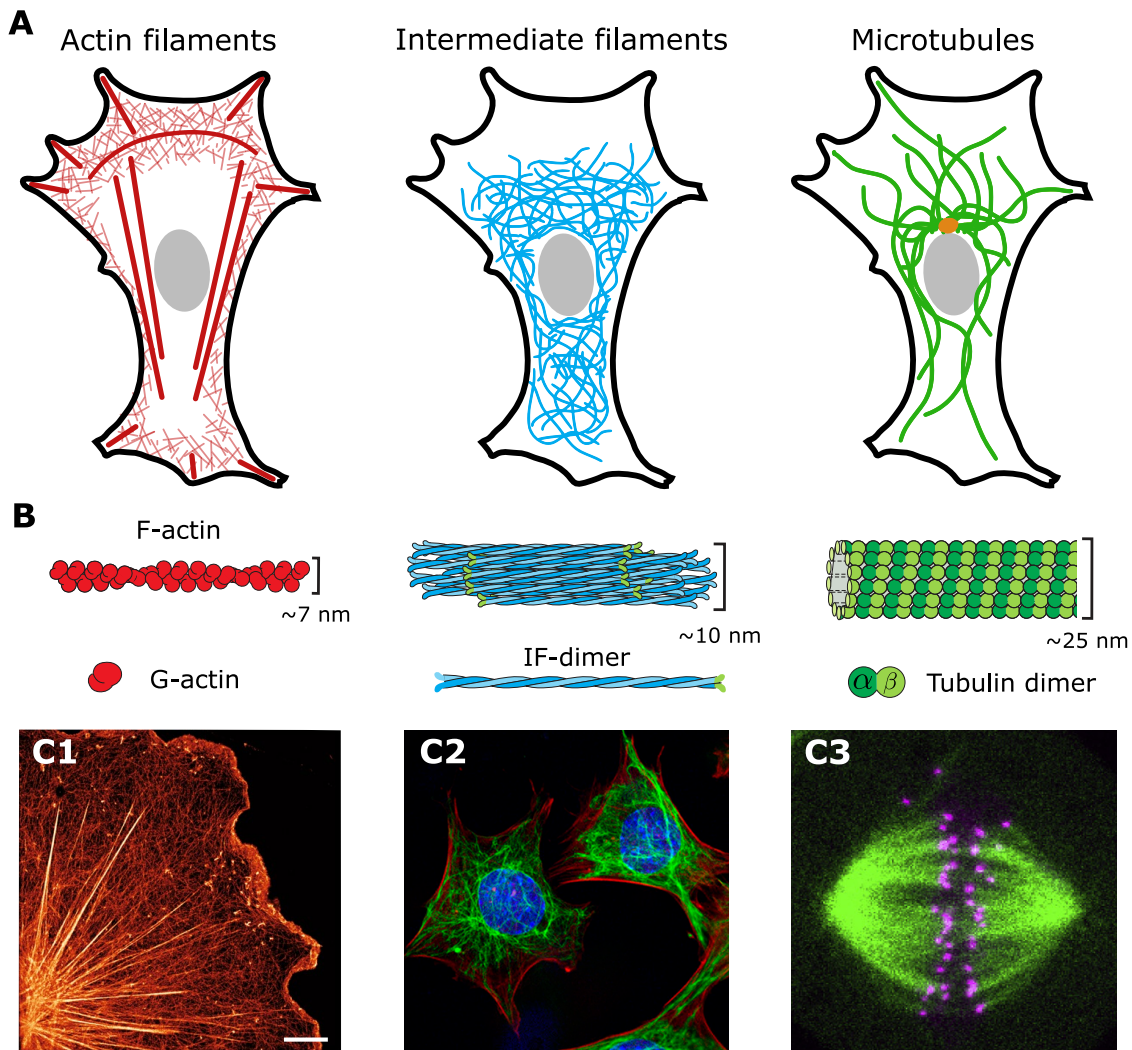 A
Actin filaments
Intermediate filaments
Microtubules
B
F-actin
~7 nm
~10 nm
~25 nm
G-actin
IF-dimer
α β Tubulin dimer
C1
C2
C3